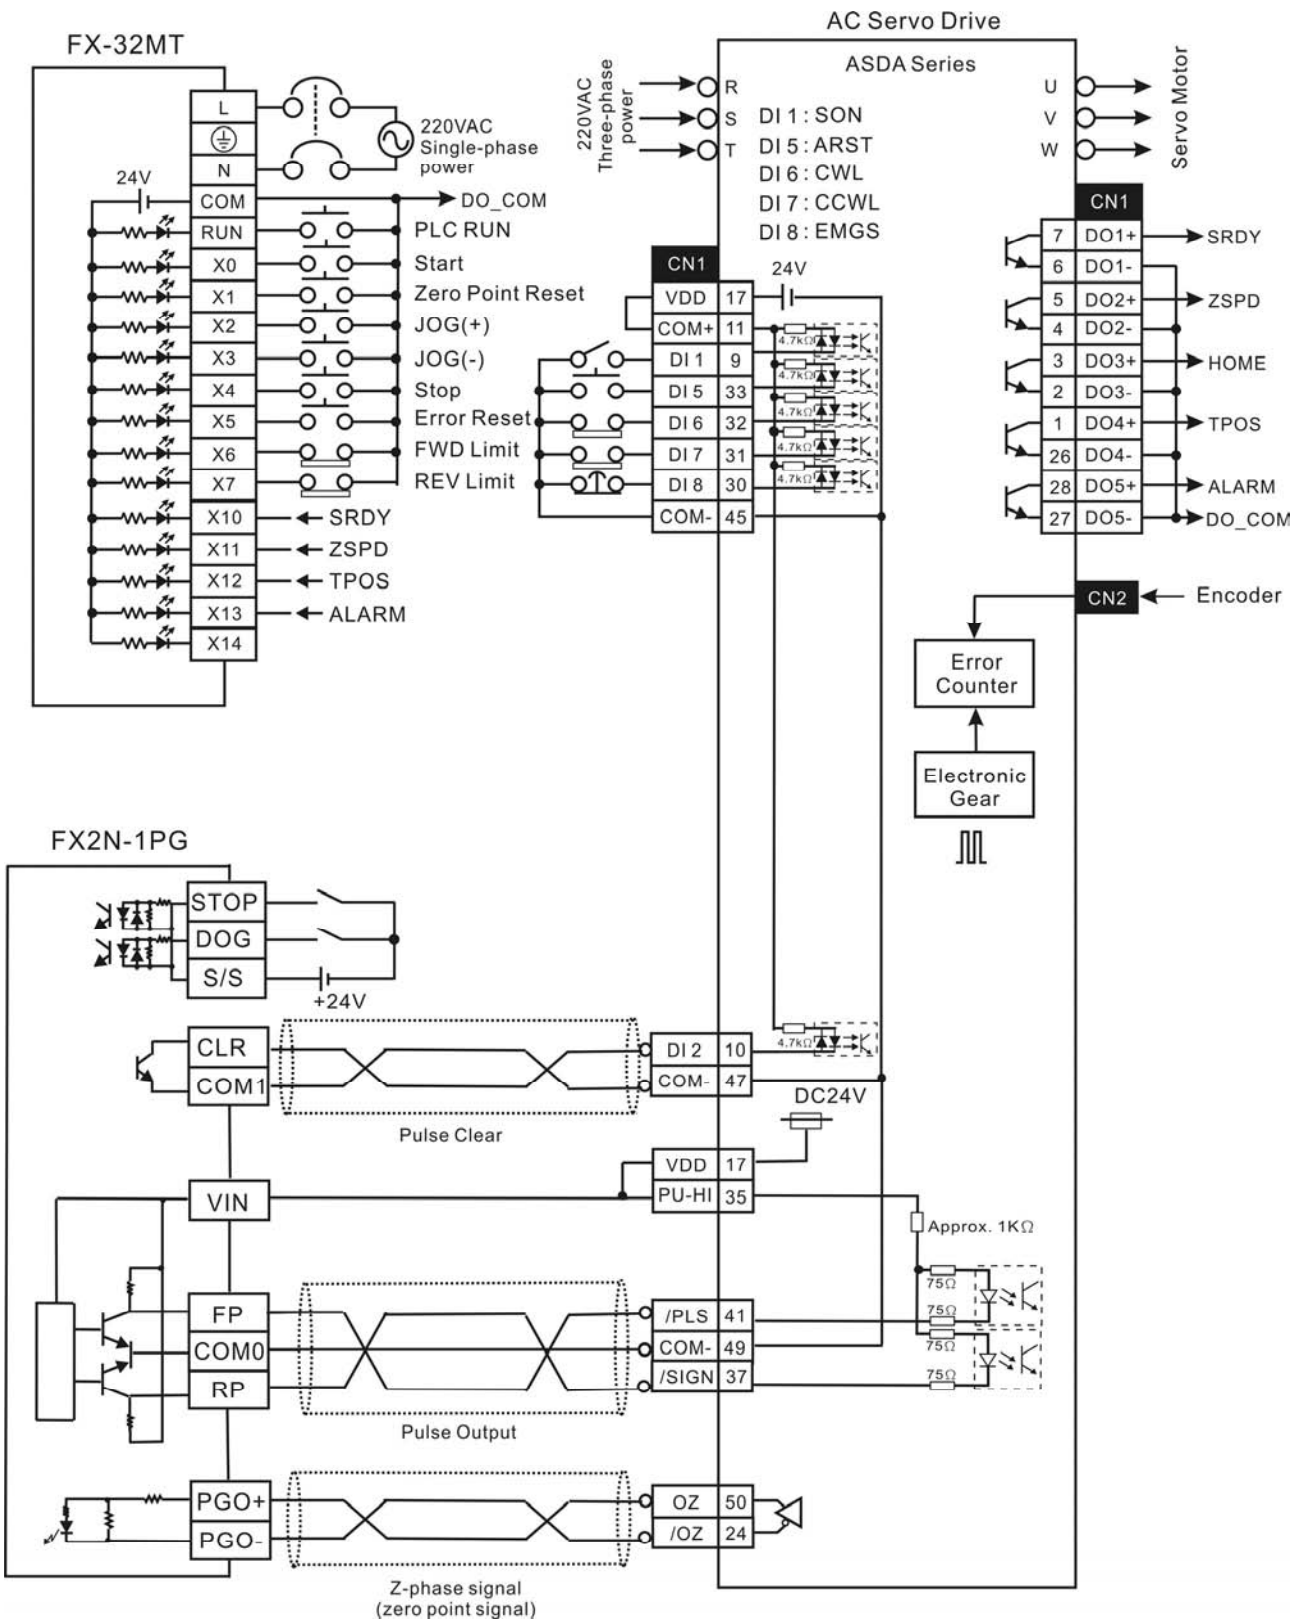 AC Servo Drive
FX-32MT
ASDA Series
220VAC
Three-phase
power
R
S
T
DI 1 : SON
DI 5 : ARST
DI 6 : CWL
DI 7 : CCWL
DI 8 : EMGS
U
V
W
Servo Motor
L
N
220VAC
Single-phase
power
24V
COM
DO_COM
RUN
PLC RUN
X0
Start
X1
Zero Point Reset
X2
JOG(+)
X3
JOG(-)
X4
Stop
X5
Error Reset
X6
FWD Limit
X7
REV Limit
X10
SRDY
X11
ZSPD
X12
TPOS
X13
ALARM
X14
CN1
24V
VDD 17
COM+ 11
4.7kΩ
DI 1 9
4.7kΩ
DI 5 33
4.7kΩ
DI 6 32
4.7kΩ
DI 7 31
4.7kΩ
DI 8 30
COM- 45
CN1
7 DO1+ SRDY
6 DO1-
5 DO2+ ZSPD
4 DO2-
3 DO3+ HOME
2 DO3-
1 DO4+ TPOS
26 DO4-
28 DO5+ ALARM
27 DO5- DO_COM
CN2
Encoder
Error
Counter
Electronic
Gear
FX2N-1PG
STOP
DOG
S/S
+24V
CLR
COM1
Pulse Clear
DI 2 10
4.7kΩ
COM- 47
DC24V
VDD 17
VIN
PU-HI 35
Approx. 1KΩ
75Ω
FP
/PLS 41
75Ω
COM0
COM- 49
75Ω
RP
/SIGN 37
75Ω
Pulse Output
PGO+
OZ 50
PGO-
/OZ 24
Z-phase signal
(zero point signal)